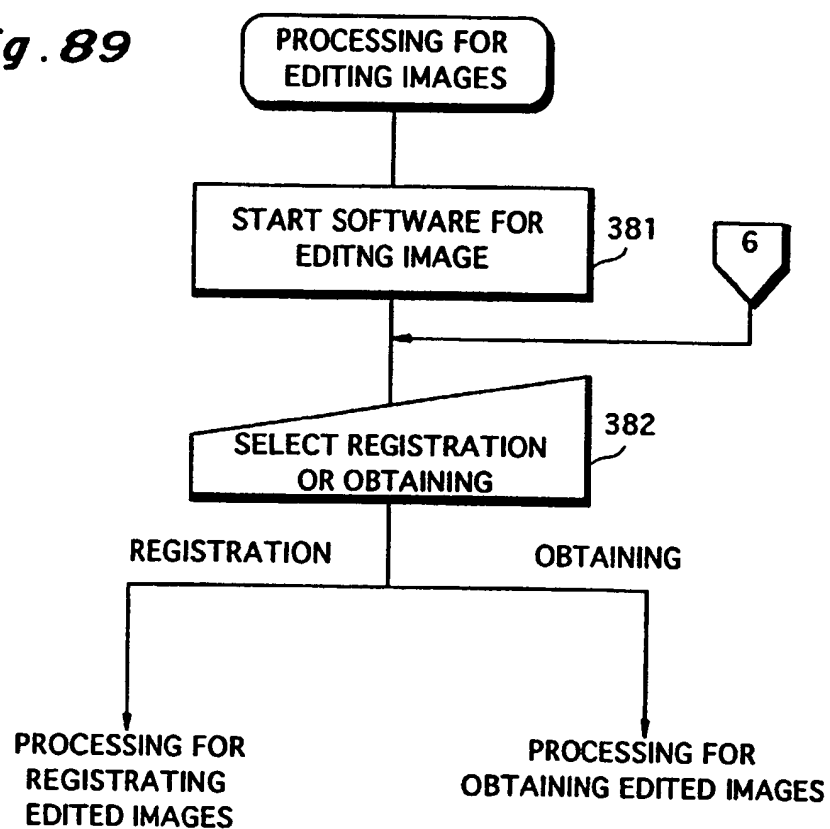 g. 89
PROCESSING FOR
EDITING IMAGES
START SOFTWARE FOR
EDITNG IMAGE
381
6
SELECT REGISTRATION
OR OBTAINING
382
REGISTRATION
OBTAINING
PROCESSING FOR
REGISTRATING
EDITED IMAGES
PROCESSING FOR
OBTAINING EDITED IMAGES